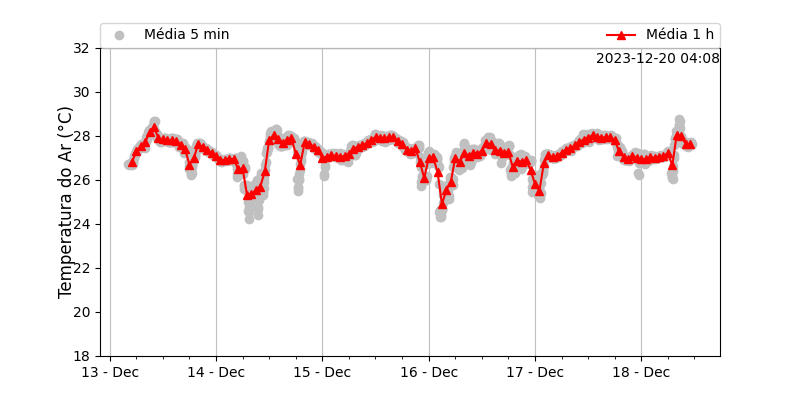 Média 5 min
Média 1 h
2023-12-20 04:08
Temperatura do Ar (°C)
32
30
28
26
24
22
20
18
13 - Dec
14 - Dec
15 - Dec
16 - Dec
17 - Dec
18 - Dec